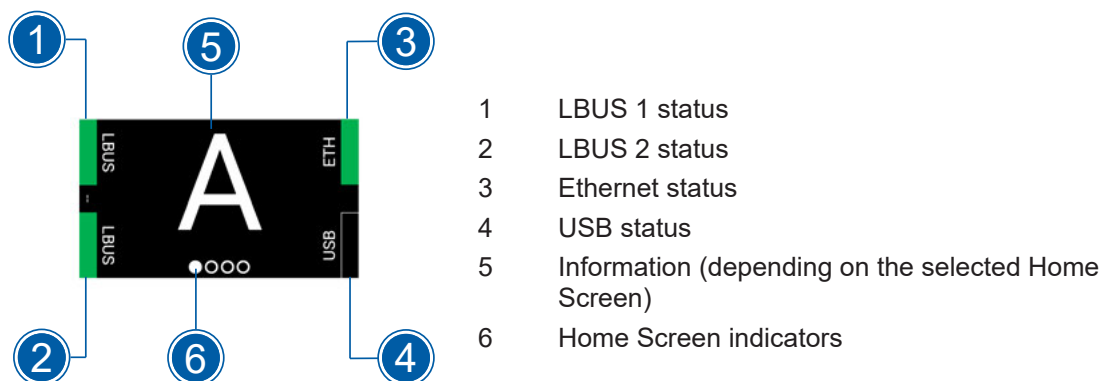 1
5
3
LBUS
A
ETH
--
LBUS
USB
2
6
4
1 LBUS 1 status
2 LBUS 2 status
3 Ethernet status
4 USB status
5 Information (depending on the selected Home
Screen)
6 Home Screen indicators